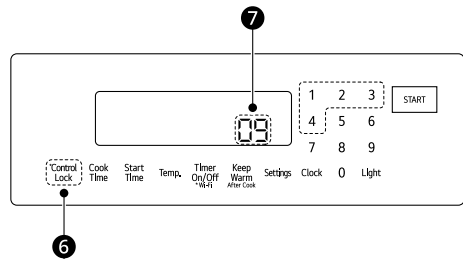 7
1 2 3
START
09
4 5 6
7 8 9
*Control Lock
Cook Time
Start Time
Temp.
Timer On/Off
*Wi-Fi
Keep Warm
After Cook
Settings
Clock
0
Light
6